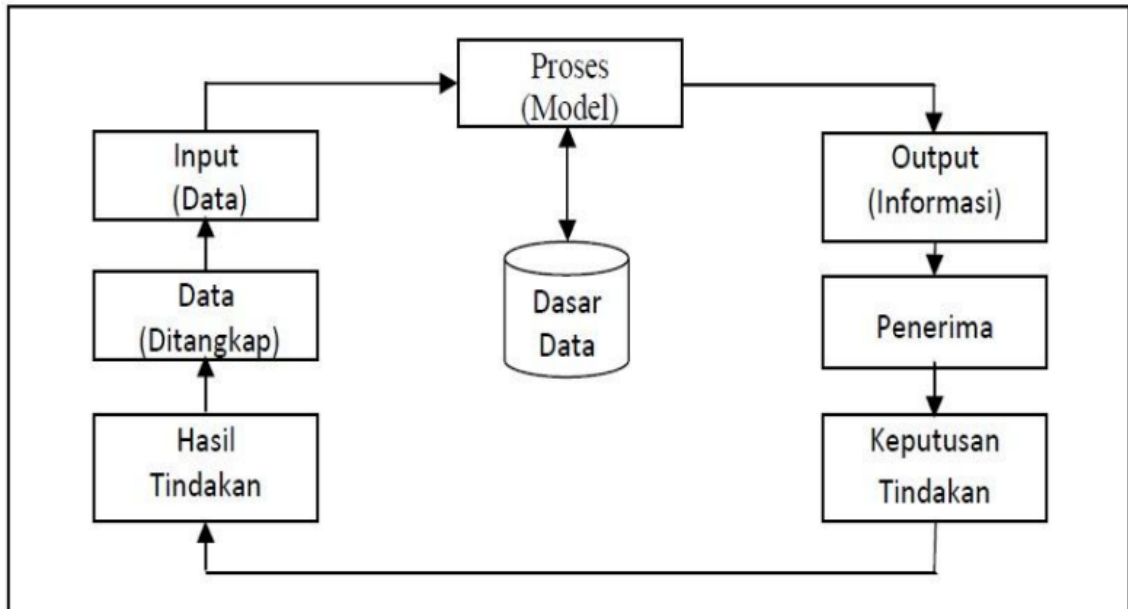 Proses
(Model)
Input
(Data)
Output
(Informasi)
Data
(Ditangkap)
Dasar
Data
Penerima
Hasil
Tindakan
Keputusan
Tindakan